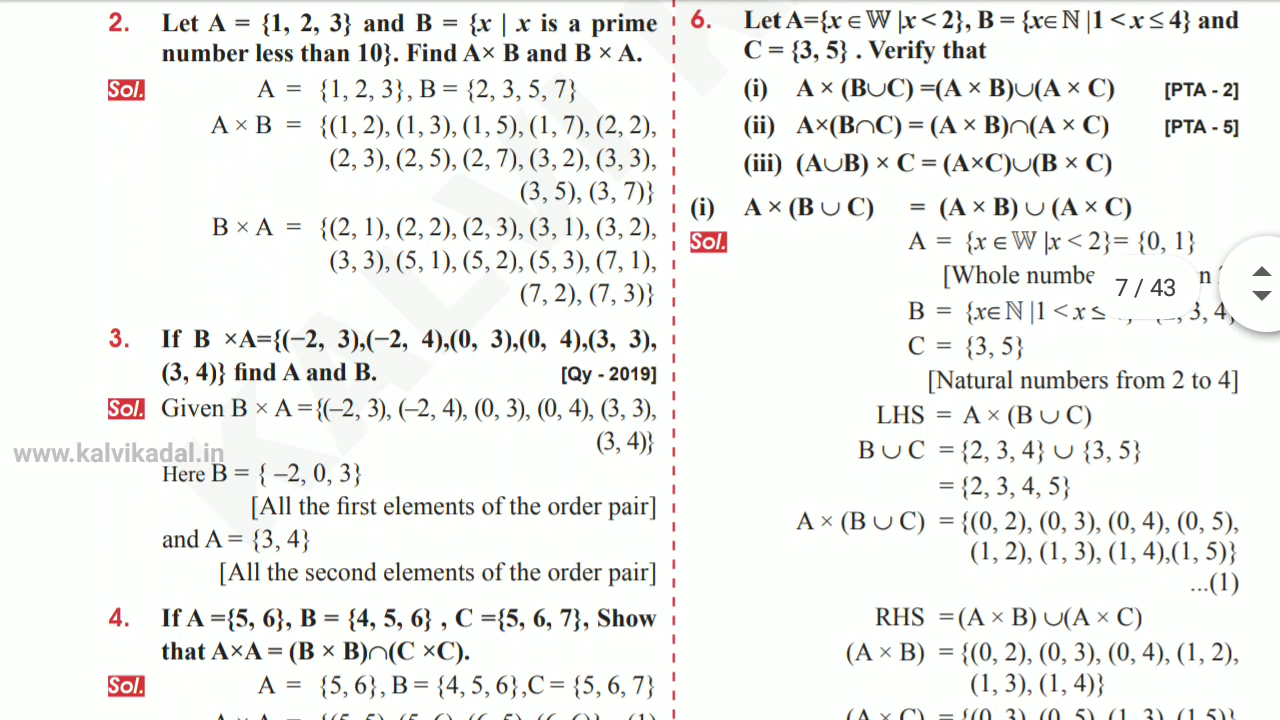 2. Let A = {1, 2, 3} and B = {x | x is a prime
number less than 10}. Find A× B and B × A.
Sol. A = {1, 2, 3}, B = {2, 3, 5, 7}
A × B = {(1, 2), (1, 3), (1, 5), (1, 7), (2, 2),
(2, 3), (2, 5), (2, 7), (3, 2), (3, 3),
(3, 5), (3, 7)}
B × A = {(2, 1), (2, 2), (2, 3), (3, 1), (3, 2),
(3, 3), (5, 1), (5, 2), (5, 3), (7, 1),
(7, 2), (7, 3)}
3. If B ×A={(–2, 3),(–2, 4),(0, 3),(0, 4),(3, 3),
(3, 4)} find A and B. [Qy - 2019]
Sol. Given B × A ={(–2, 3), (–2, 4), (0, 3), (0, 4), (3, 3),
(3, 4)}
www.kalvikadal.in
Here B = { –2, 0, 3}
[All the first elements of the order pair]
and A = {3, 4}
[All the second elements of the order pair]
4. If A ={5, 6}, B = {4, 5, 6} , C ={5, 6, 7}, Show
that A×A = (B × B)∩(C ×C).
Sol. A = {5, 6}, B = {4, 5, 6},C = {5, 6, 7}
6. Let A={x ∈ 𝕎 |x < 2}, B = {x∈ ℕ |1 < x ≤ 4} and
C = {3, 5} . Verify that
(i) A × (B∪C) =(A × B)∪(A × C) [PTA - 2]
(ii) A×(B∩C) = (A × B)∩(A × C) [PTA - 5]
(iii) (A∪B) × C = (A×C)∪(B × C)
(i) A × (B ∪ C) = (A × B) ∪ (A × C)
Sol. A = {x ∈ 𝕎 |x < 2}= {0, 1}
[Whole
7 / 43
B = {x∈ ℕ |1 < x ≤ 3, 4
C = {3, 5}
[Natural numbers from 2 to 4]
LHS = A × (B ∪ C)
B ∪ C = {2, 3, 4} ∪ {3, 5}
= {2, 3, 4, 5}
A × (B ∪ C) = {(0, 2), (0, 3), (0, 4), (0, 5),
(1, 2), (1, 3), (1, 4),(1, 5)}
...(1)
RHS = (A × B) ∪(A × C)
(A × B) = {(0, 2), (0, 3), (0, 4), (1, 2),
(1, 3), (1, 4)}
(A × C) = {(0, 3), (0, 5), (1, 3), (1, 5)}